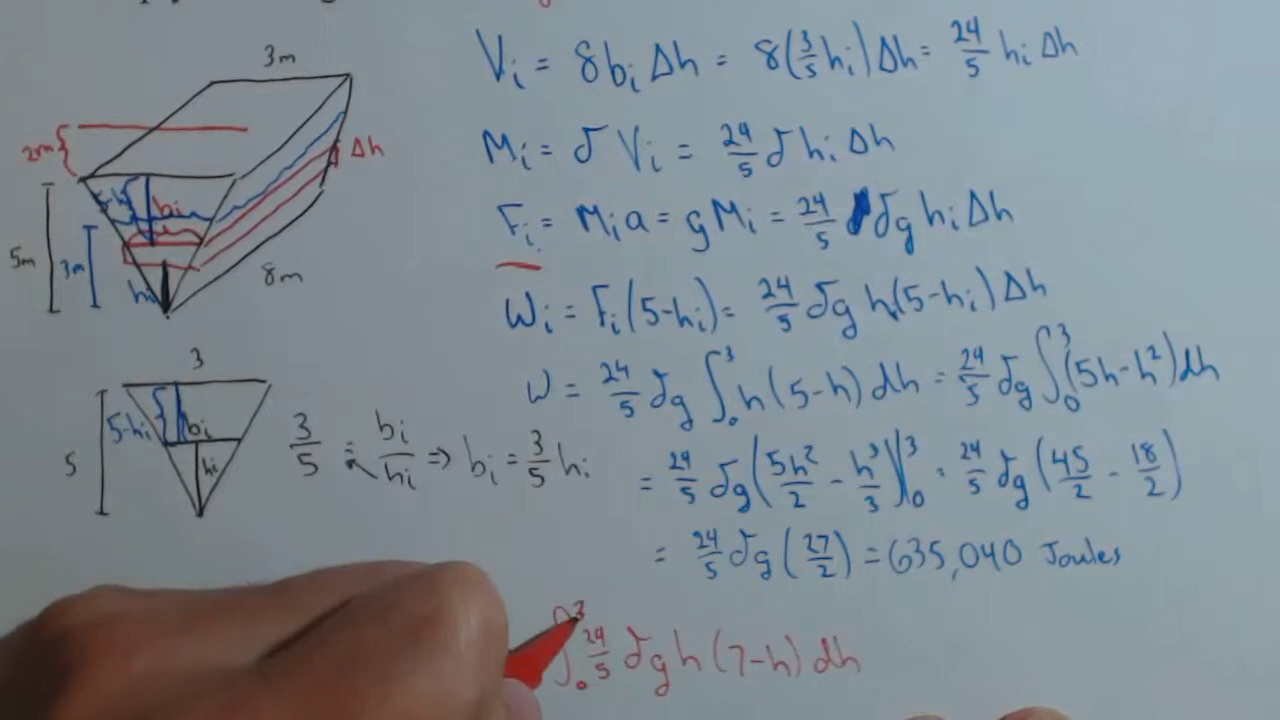 3m
2m
Δh
bᵢ
5m
3m
hᵢ
8m
3
5-hᵢ
bᵢ
hᵢ
5
3/5 = bᵢ/hᵢ ⇒ bᵢ = 3/5 hᵢ
Vᵢ = 8bᵢ Δh = 8(3/5 hᵢ)Δh = 24/5 hᵢ Δh
Mᵢ = δ Vᵢ = 24/5 δ hᵢ Δh
Fᵢ = Mᵢa = gMᵢ = 24/5 δg hᵢ Δh
Wᵢ = Fᵢ(5-hᵢ) = 24/5 δg h(5-hᵢ)Δh
W = 24/5 δg ∫₀³ h(5-h)dh = 24/5 δg ∫₀³ (5h-h²)dh
= 24/5 δg (5h²/2 - h³/3)|₀³ = 24/5 δg (45/2 - 18/2)
= 24/5 δg (27/2) = 635,040 Joules
∫₀³ 24/5 δg h(7-h)dh